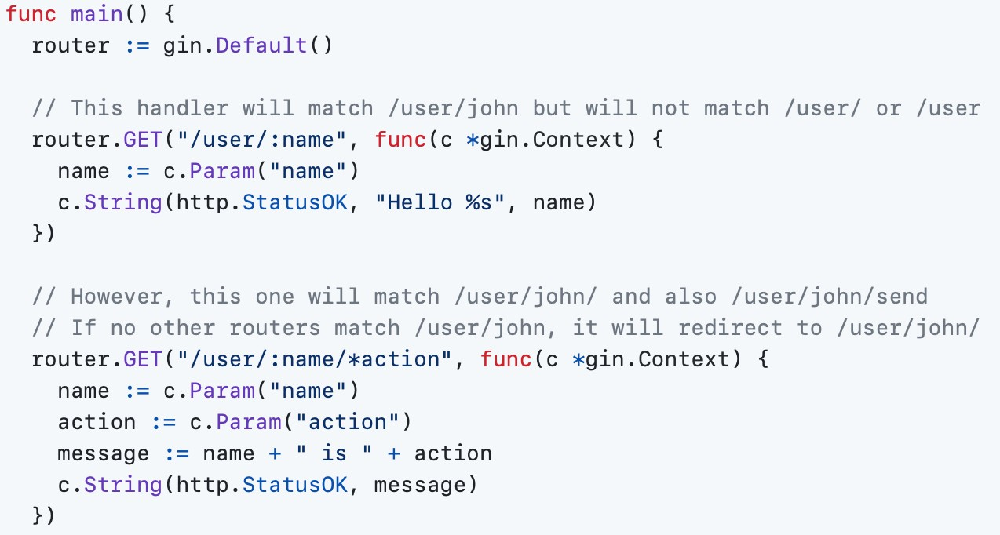 func main() {
  router := gin.Default()

  // This handler will match /user/john but will not match /user/ or /user
  router.GET("/user/:name", func(c *gin.Context) {
    name := c.Param("name")
    c.String(http.StatusOK, "Hello %s", name)
  })

  // However, this one will match /user/john/ and also /user/john/send
  // If no other routers match /user/john, it will redirect to /user/john/
  router.GET("/user/:name/*action", func(c *gin.Context) {
    name := c.Param("name")
    action := c.Param("action")
    message := name + " is " + action
    c.String(http.StatusOK, message)
  })